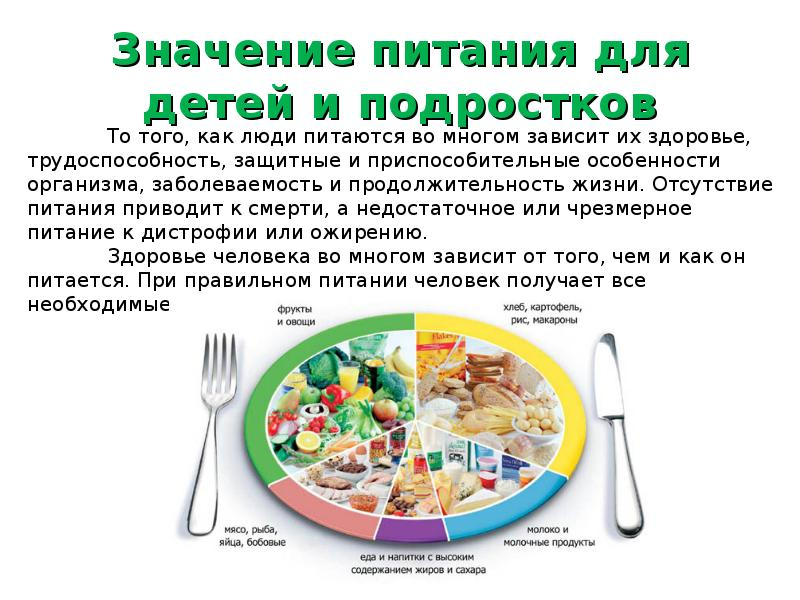 Значение питания для
детей и подростков
То того, как люди питаются во многом зависит их здоровье,
трудоспособность, защитные и приспособительные особенности
организма, заболеваемость и продолжительность жизни. Отсутствие
питания приводит к смерти, а недостаточное или чрезмерное
питание к дистрофии или ожирению.
Здоровье человека во многом зависит от того, чем и как он
питается. При правильном питании человек получает все
необходимые
фрукты
и овощи
хлеб, картофель,
рис, макароны
Flakes
мясо, рыба,
яйца, бобовые
молоко и
молочные продукты
еда и напитки с высоким
содержанием жиров и сахара